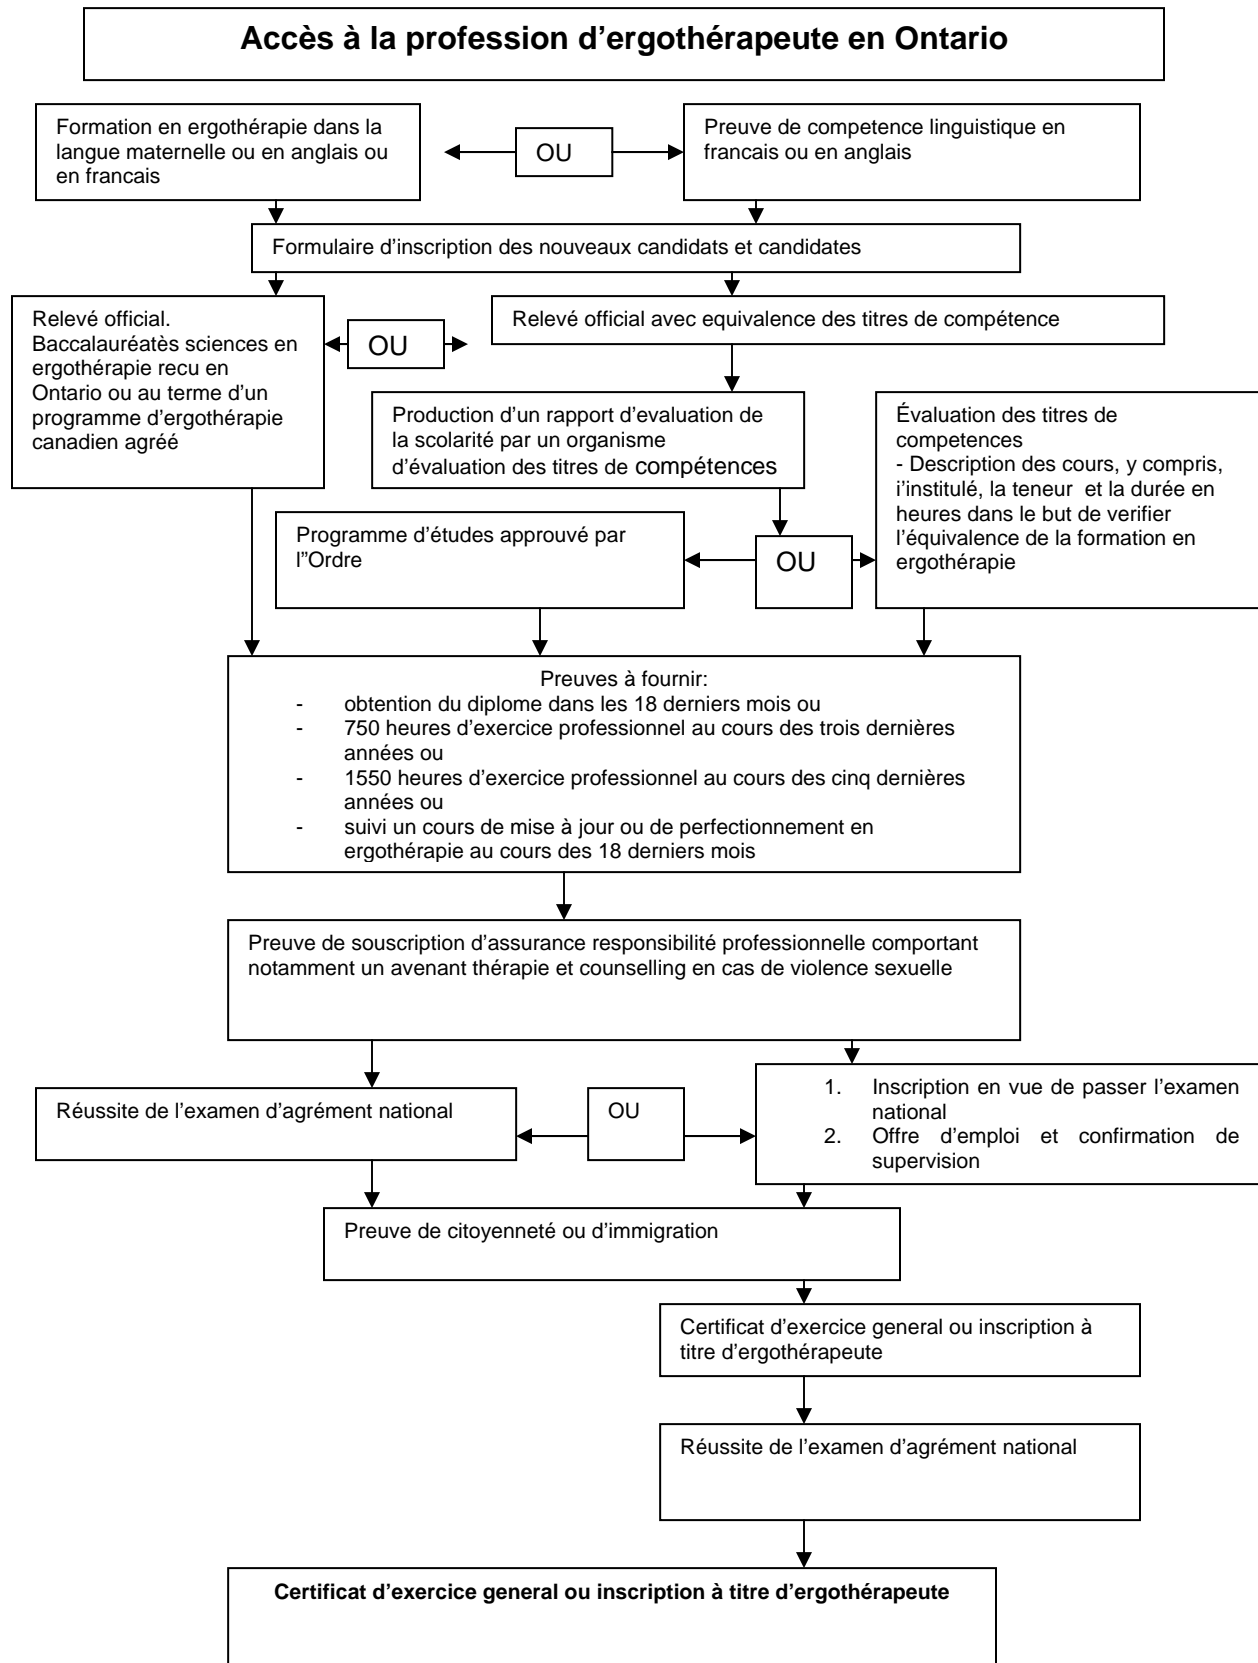 Accès à la profession d’ergothérapeute en Ontario
Formation en ergothérapie dans la
langue maternelle ou en anglais ou
en francais
OU
Preuve de competence linguistique en
francais ou en anglais
Formulaire d’inscription des nouveaux candidats et candidates
Relevé official.
Baccalauréatès sciences en
ergothérapie recu en
Ontario ou au terme d’un
programme d’ergothérapie
canadien agréé
OU
Relevé official avec equivalence des titres de compétence
Production d’un rapport d’evaluation de
la scolarité par un organisme
d’évaluation des titres de compétences
Évaluation des titres de
competences
- Description des cours, y compris,
i’institulé, la teneur et la durée en
heures dans le but de verifier
l’équivalence de la formation en
ergothérapie
Programme d’études approuvé par
l”Ordre
OU
Preuves à fournir:
- obtention du diplome dans les 18 derniers mois ou
- 750 heures d’exercice professionnel au cours des trois dernières
années ou
- 1550 heures d’exercice professionnel au cours des cinq dernières
années ou
- suivi un cours de mise à jour ou de perfectionnement en
ergothérapie au cours des 18 derniers mois
Preuve de souscription d’assurance responsibilité professionnelle comportant
notamment un avenant thérapie et counselling en cas de violence sexuelle
Réussite de l’examen d’agrément national
OU
1. Inscription en vue de passer l’examen
national
2. Offre d’emploi et confirmation de
supervision
Preuve de citoyenneté ou d’immigration
Certificat d’exercice general ou inscription à
titre d’ergothérapeute
Réussite de l’examen d’agrément national
Certificat d’exercice general ou inscription à titre d’ergothérapeute